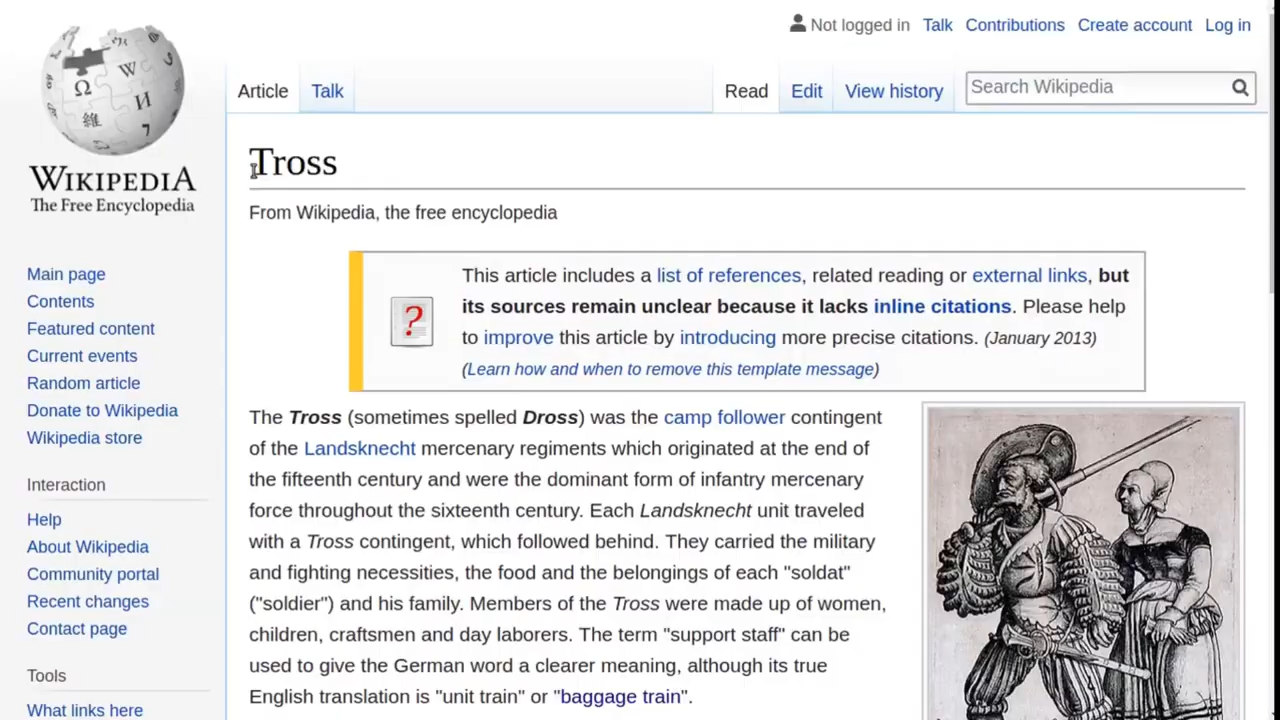 Not logged in Talk Contributions Create account Log in
Article Talk Read Edit View history Search Wikipedia
WIKIPEDIA
The Free Encyclopedia
Main page
Contents
Featured content
Current events
Random article
Donate to Wikipedia
Wikipedia store
Interaction
Help
About Wikipedia
Community portal
Recent changes
Contact page
Tools
What links here
Tross
From Wikipedia, the free encyclopedia
This article includes a list of references, related reading or external links, but
its sources remain unclear because it lacks inline citations. Please help
to improve this article by introducing more precise citations. (January 2013)
(Learn how and when to remove this template message)
The Tross (sometimes spelled Dross) was the camp follower contingent
of the Landsknecht mercenary regiments which originated at the end of
the fifteenth century and were the dominant form of infantry mercenary
force throughout the sixteenth century. Each Landsknecht unit traveled
with a Tross contingent, which followed behind. They carried the military
and fighting necessities, the food and the belongings of each "soldat"
("soldier") and his family. Members of the Tross were made up of women,
children, craftsmen and day laborers. The term "support staff" can be
used to give the German word a clearer meaning, although its true
English translation is "unit train" or "baggage train".